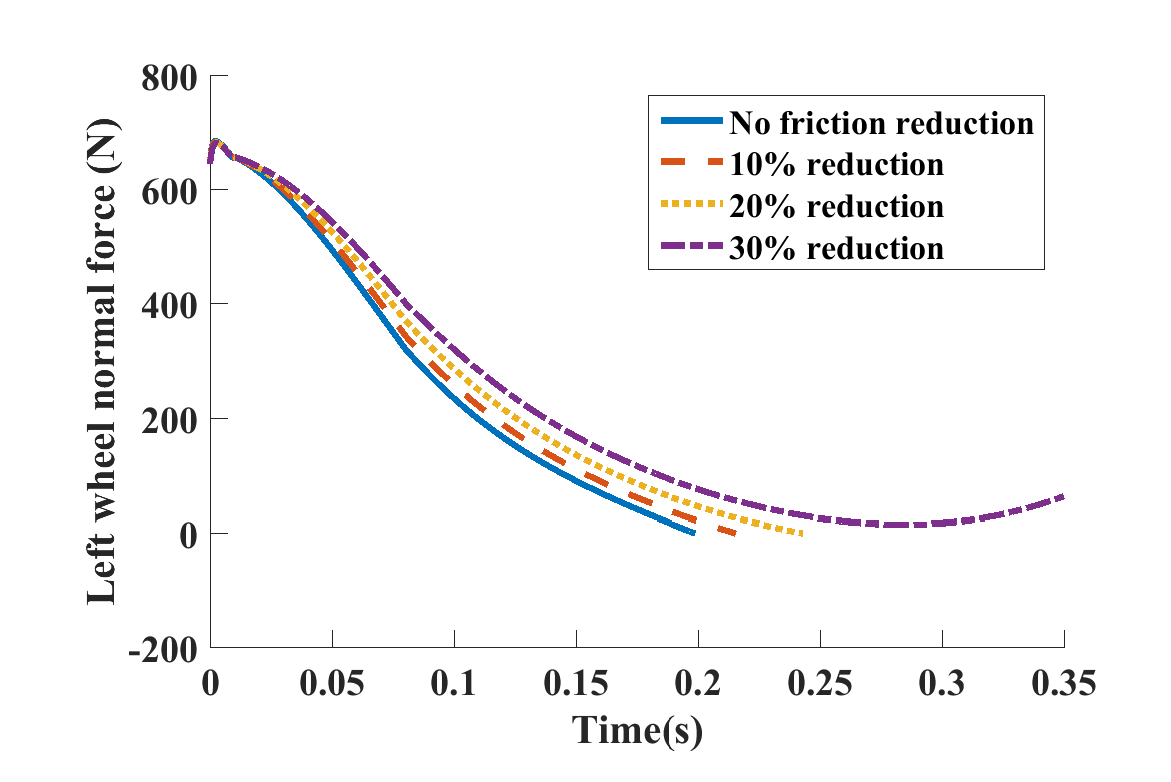 800
600
400
200
0
-200
Left wheel normal force (N)
No friction reduction
10% reduction
20% reduction
30% reduction
0 0.05 0.1 0.15 0.2 0.25 0.3 0.35
Time(s)